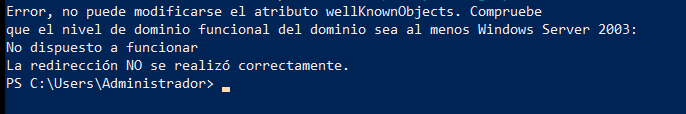 Error, no puede modificarse el atributo wellKnownObjects. Compruebe
que el nivel de dominio funcional del dominio sea al menos Windows Server 2003:
No dispuesto a funcionar
La redirección NO se realizó correctamente.
PS C:\Users\Administrador>